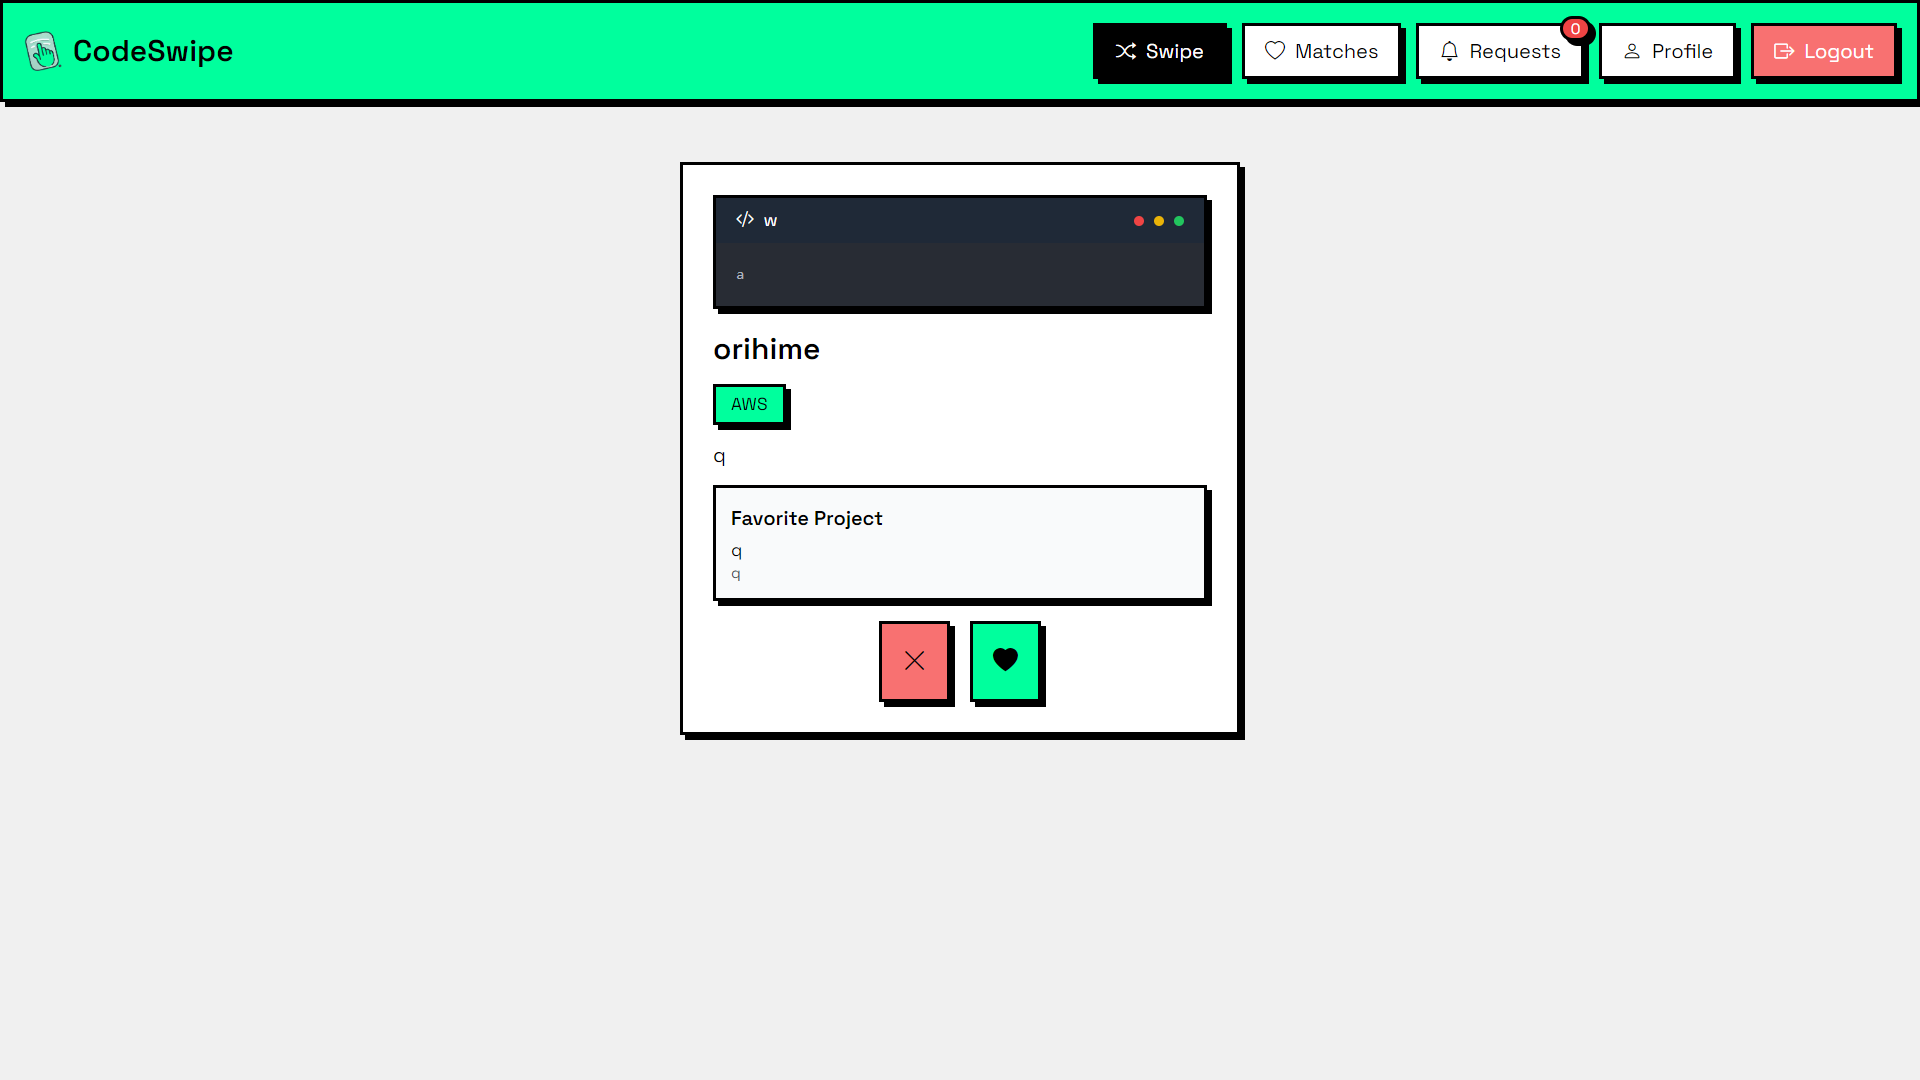 CodeSwipe
Swipe
Matches
Requests
0
Profile
Logout
</> w
a
orihime
AWS
q
Favorite Project
q
q